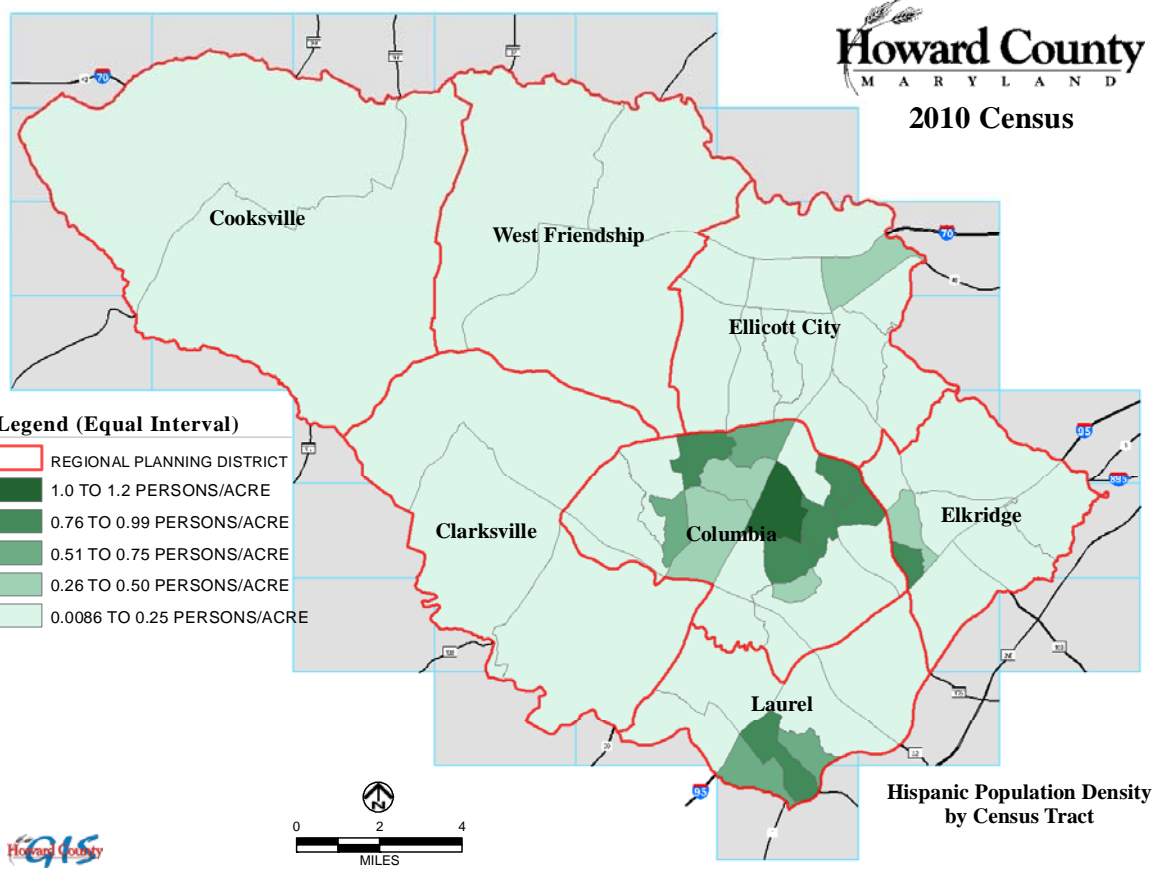 Howard County
MARYLAND
2010 Census
70
70
Cooksville
West Friendship
Ellicott City
95
895
Legend (Equal Interval)
REGIONAL PLANNING DISTRICT
1.0 TO 1.2 PERSONS/ACRE
0.76 TO 0.99 PERSONS/ACRE
0.51 TO 0.75 PERSONS/ACRE
0.26 TO 0.50 PERSONS/ACRE
0.0086 TO 0.25 PERSONS/ACRE
Clarksville
Columbia
Elkridge
Laurel
32
95
N
0 2 4
MILES
Hispanic Population Density
by Census Tract
Howard County
GIS